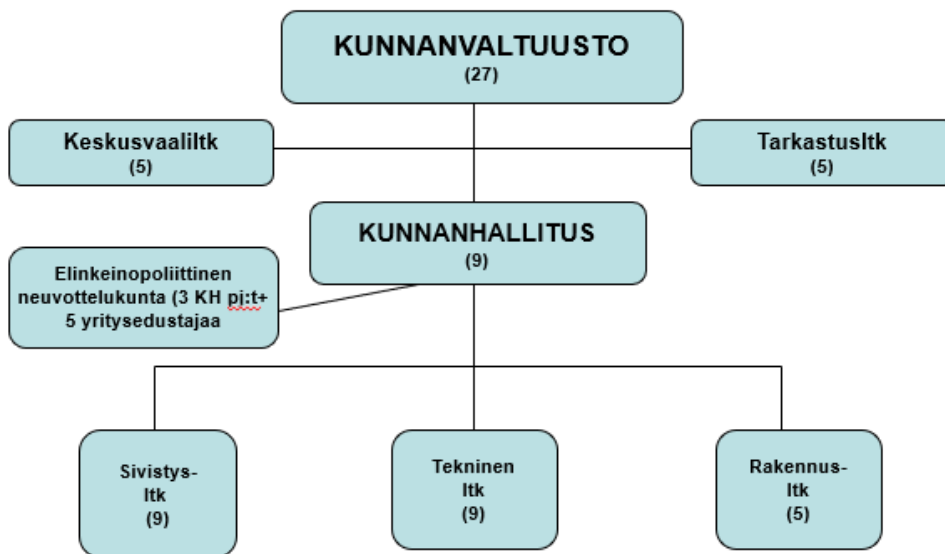 KUNNANVALTUUSTO
(27)
Keskusvaaliltk
(5)
Tarkastusltk
(5)
KUNNANHALLITUS
(9)
Elinkeinopoliittinen
neuvottelukunta (3 KH pj:t+
5 yritysedustajaa
Sivistys-
ltk
(9)
Tekninen
ltk
(9)
Rakennus-
ltk
(5)